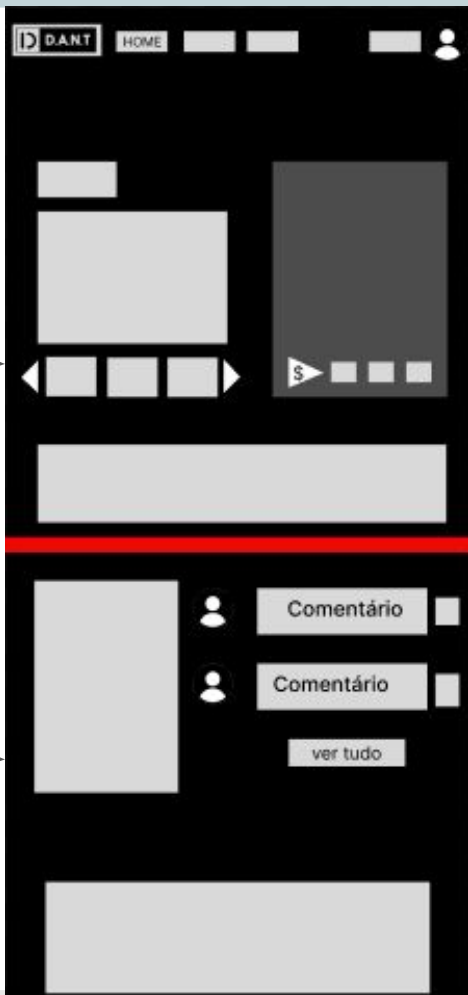 D D.A.N.T
HOME
$
Comentário
Comentário
ver tudo